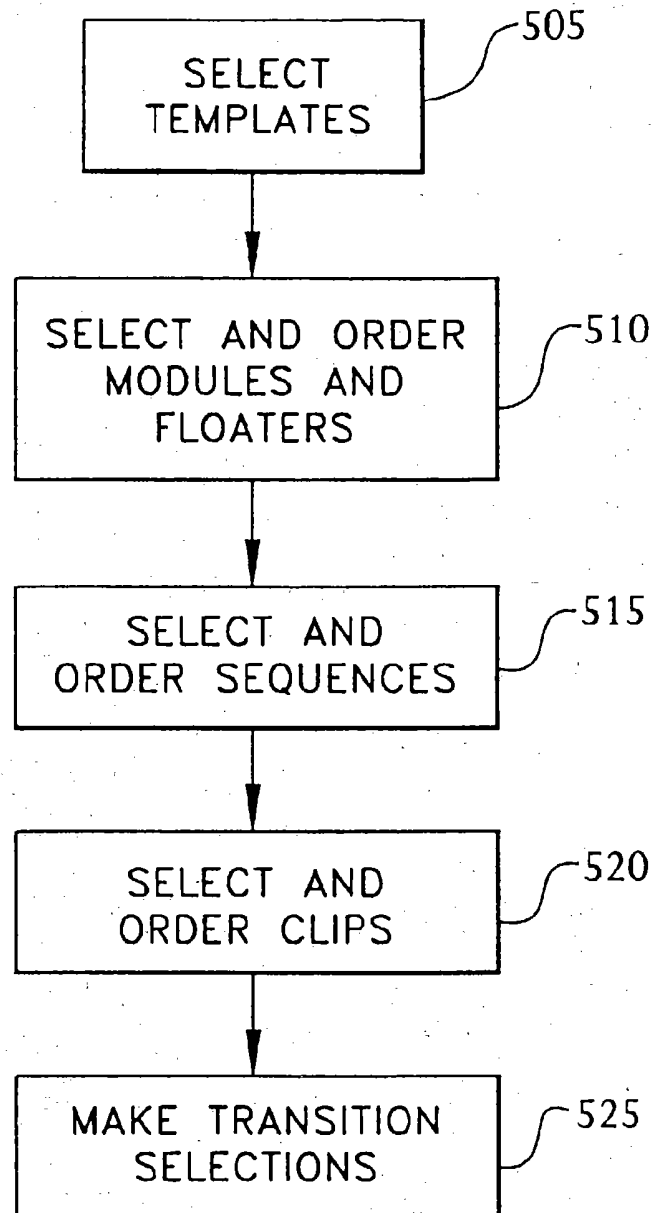 505
SELECT
TEMPLATES
510
SELECT AND ORDER
MODULES AND
FLOATERS
515
SELECT AND
ORDER SEQUENCES
520
SELECT AND
ORDER CLIPS
525
MAKE TRANSITION
SELECTIONS